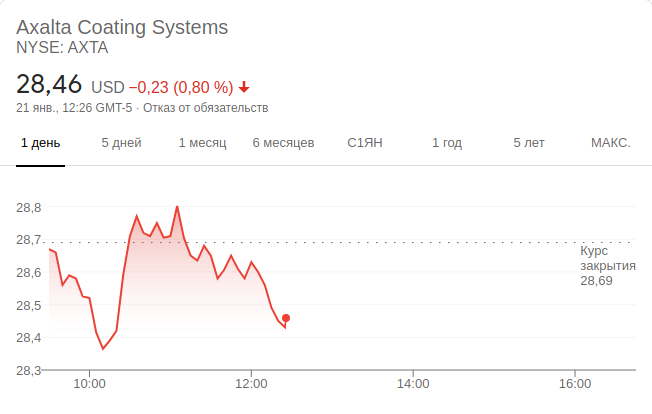 Axalta Coating Systems
NYSE: AXTA
28,46 USD −0,23 (0,80 %)
21 янв., 12:26 GMT-5 · Отказ от обязательств
1 день 5 дней 1 месяц 6 месяцев С1ЯН 1 год 5 лет МАКС.
28,8
28,7
28,6
28,5
28,4
28,3
Курс
закрытия
28,69
10:00 12:00 14:00 16:00